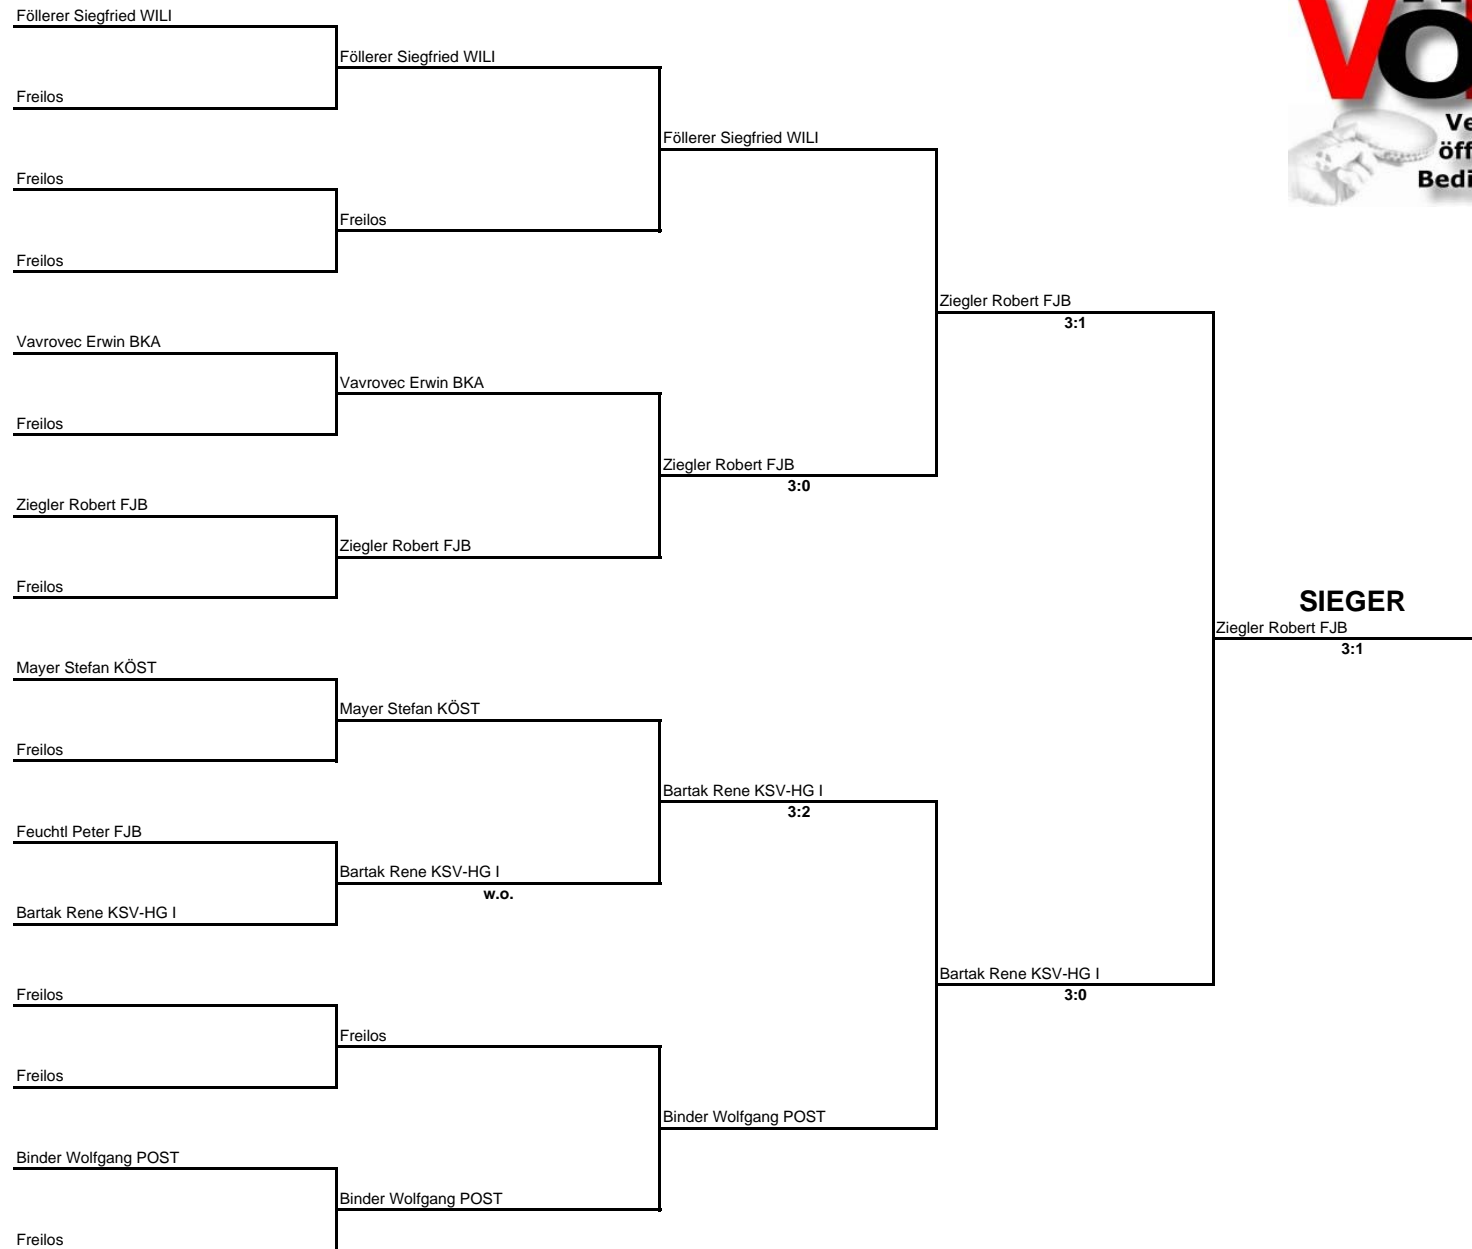 Föllerer Siegfried WILI
Föllerer Siegfried WILI
Freilos
Föllerer Siegfried WILI
Freilos
Freilos
Freilos
Ziegler Robert FJB
3:1
Vavrovec Erwin BKA
Vavrovec Erwin BKA
Freilos
Ziegler Robert FJB
3:0
Ziegler Robert FJB
Ziegler Robert FJB
Freilos
SIEGER
Ziegler Robert FJB
3:1
Mayer Stefan KÖST
Mayer Stefan KÖST
Freilos
Bartak Rene KSV-HG I
3:2
Feuchtl Peter FJB
Bartak Rene KSV-HG I
w.o.
Bartak Rene KSV-HG I
Bartak Rene KSV-HG I
3:0
Freilos
Freilos
Freilos
Binder Wolfgang POST
Binder Wolfgang POST
Binder Wolfgang POST
Freilos